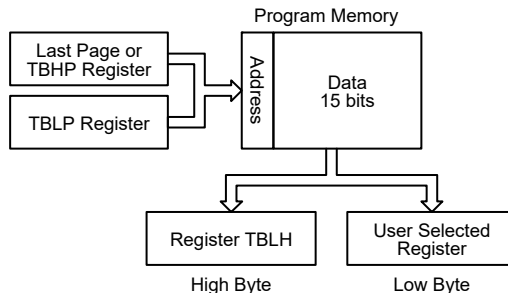 Program Memory
Last Page or
TBHP Register
TBLP Register
Address
Data
15 bits
Register TBLH
User Selected
Register
High Byte
Low Byte